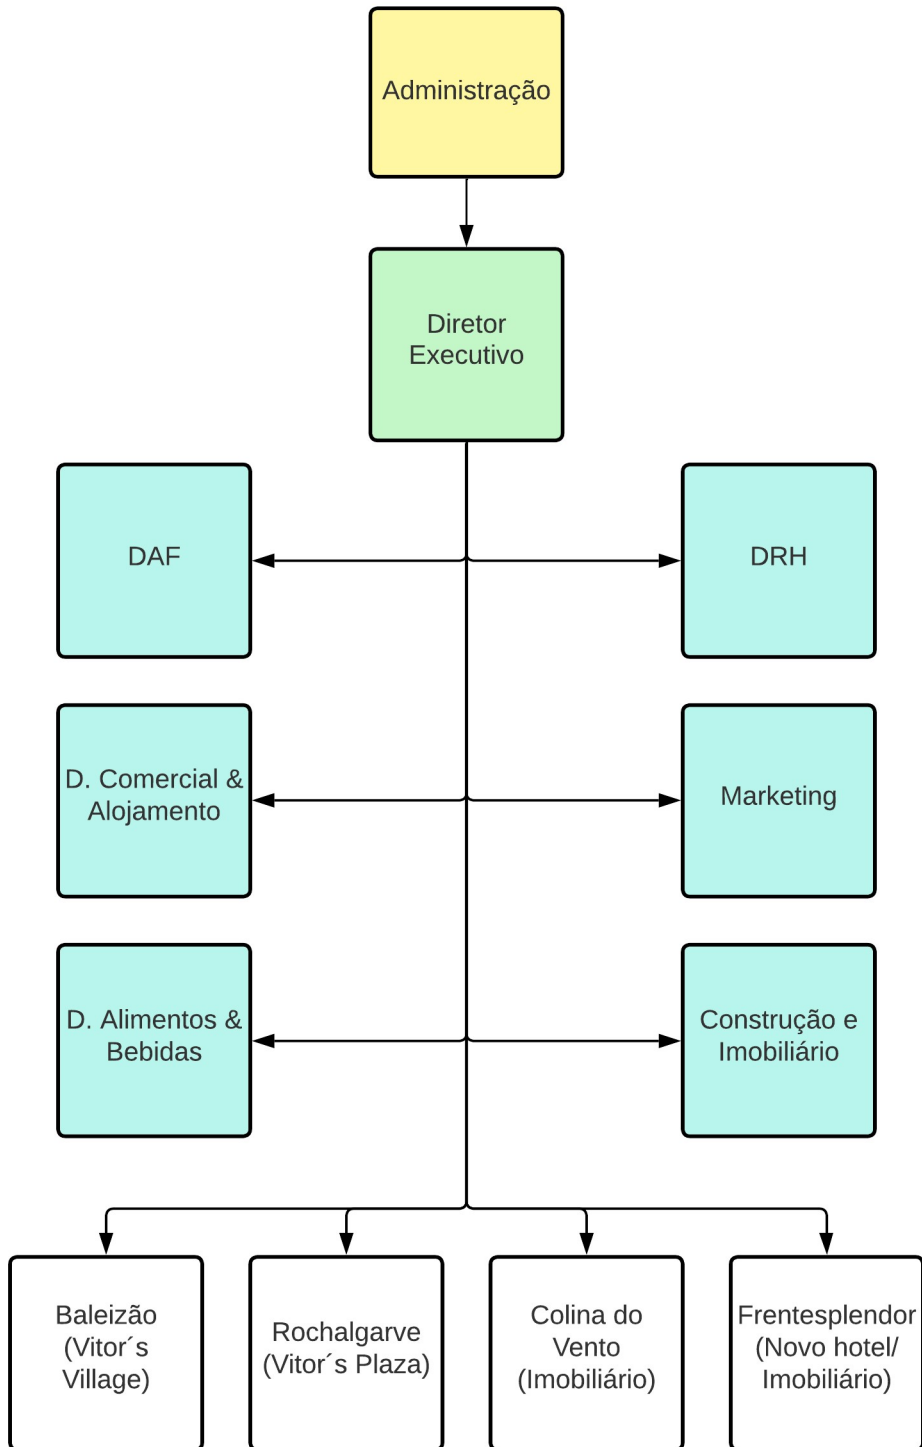 Administração
Diretor
Executivo
DAF
DRH
D. Comercial &
Alojamento
Marketing
D. Alimentos &
Bebidas
Construção e
Imobiliário
Baleizão
(Vitor´s
Village)
Rochalgarve
(Vitor´s Plaza)
Colina do
Vento
(Imobiliário)
Frentesplendor
(Novo hotel/
Imobiliário)